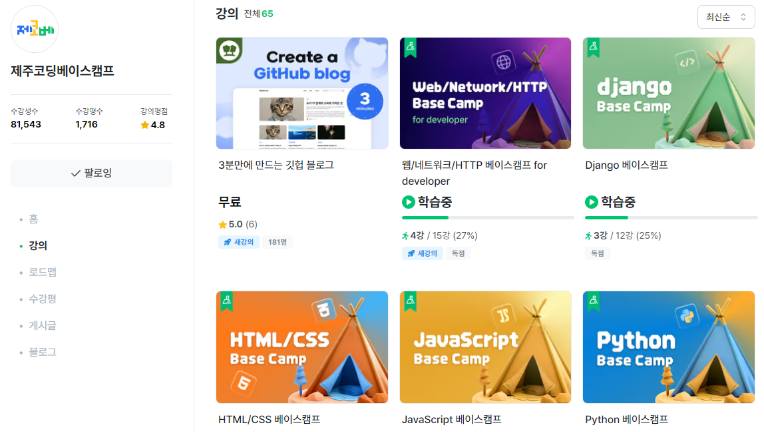 제코베
제주코딩베이스캠프
수강생수 수강평수 강의평점
81,543 1,716 4.8
팔로잉
홈
강의
로드맵
수강평
게시글
블로그
강의 전체 65
최신순
Create a
GitHub blog
3
minutes
3분만에 만드는 깃헙 블로그
무료
5.0 (6)
새강의 181명
Web/Network/HTTP
Base Camp
for developer
웹/네트워크/HTTP 베이스캠프 for
developer
학습중
4강 / 15강 (27%)
새강의 독점
django
Base Camp
Django 베이스캠프
학습중
3강 / 12강 (25%)
독점
HTML/CSS
Base Camp
HTML/CSS 베이스캠프
JavaScript
Base Camp
JS
JavaScript 베이스캠프
Python
Base Camp
Python 베이스캠프